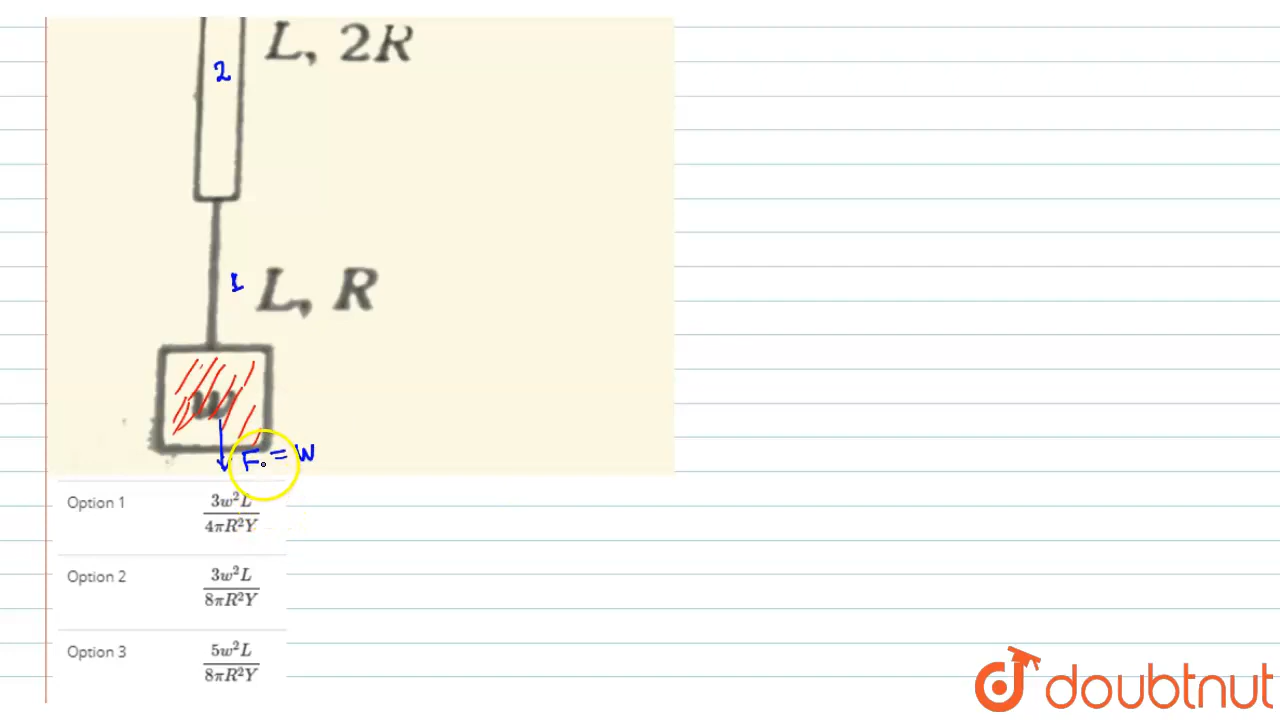 L, 2R
2
1 L, R
w
F. = W
Option 1 3w²L/4πR²Y
Option 2 3w²L/8πR²Y
Option 3 5w²L/8πR²Y
doubtnut